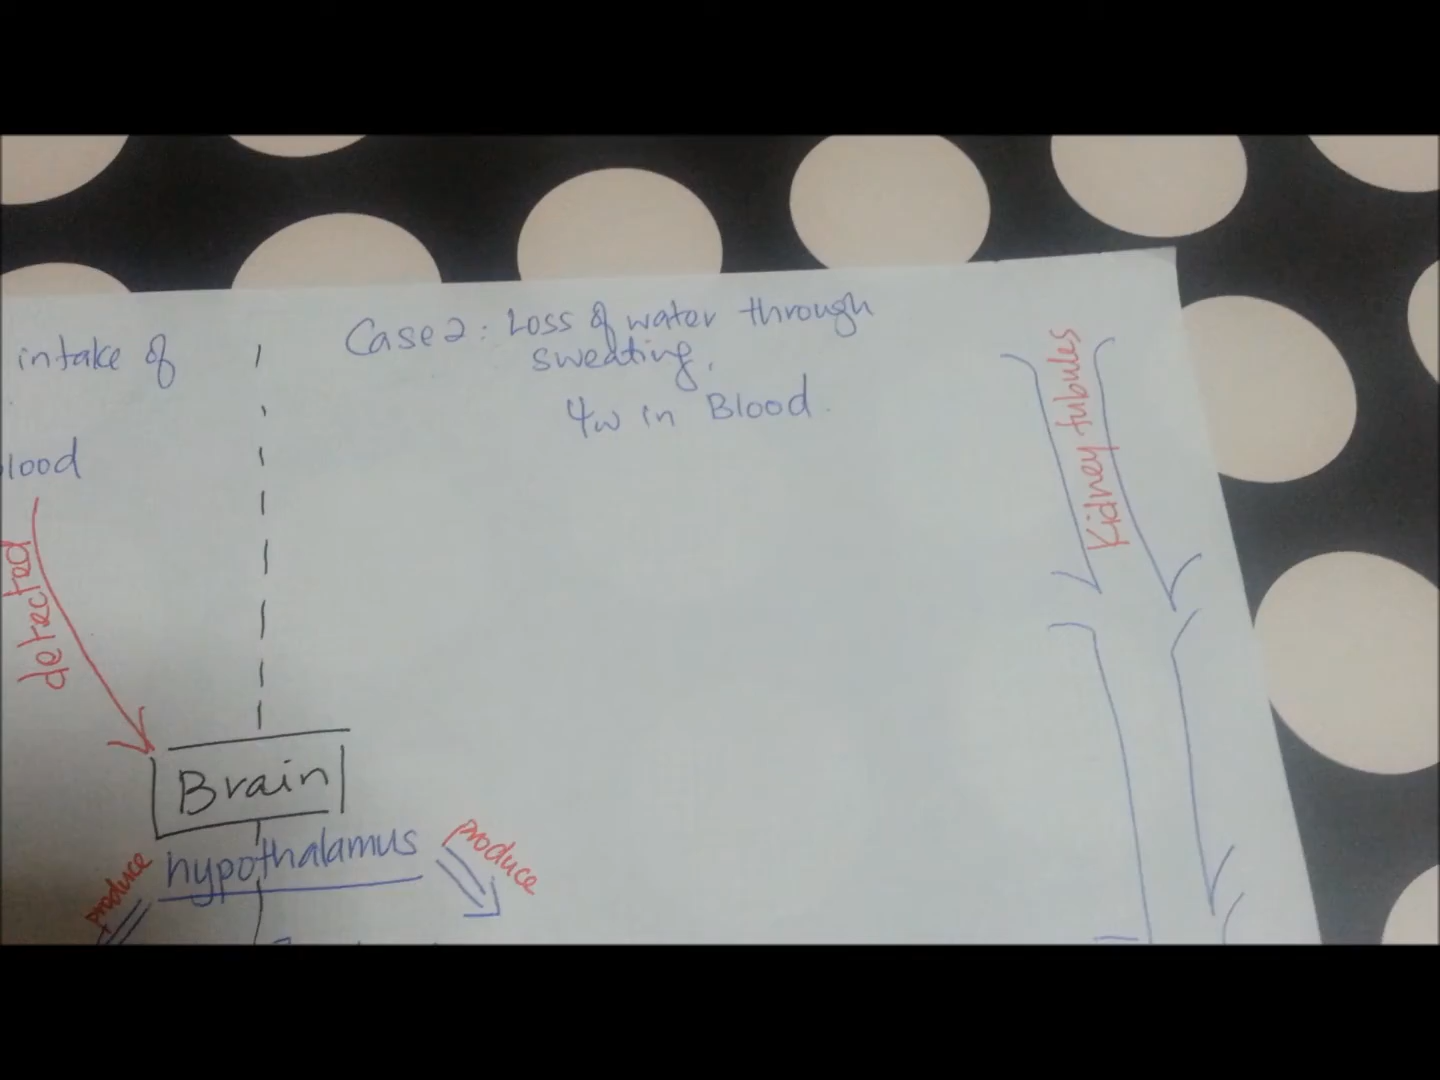 intake of
lood
detected
Case 2: Loss of water through
sweating.
in Blood.
Kidney tubules
Brain
hypothalamus
produce
produce